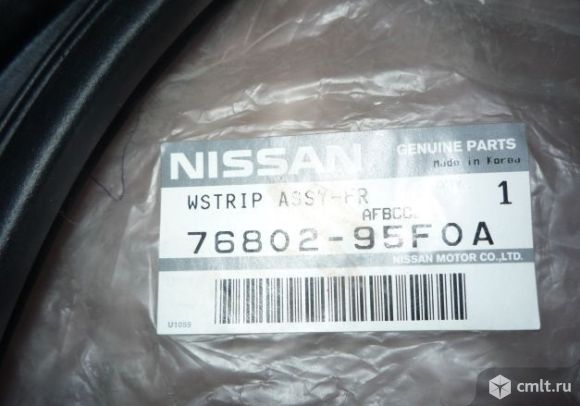 NISSAN GENUINE PARTS
Made in Korea
WSTRIP ASSY-FR 1
76802-95F0A
NISSAN MOTOR CO.,LTD.
U1059
cmlt.ru